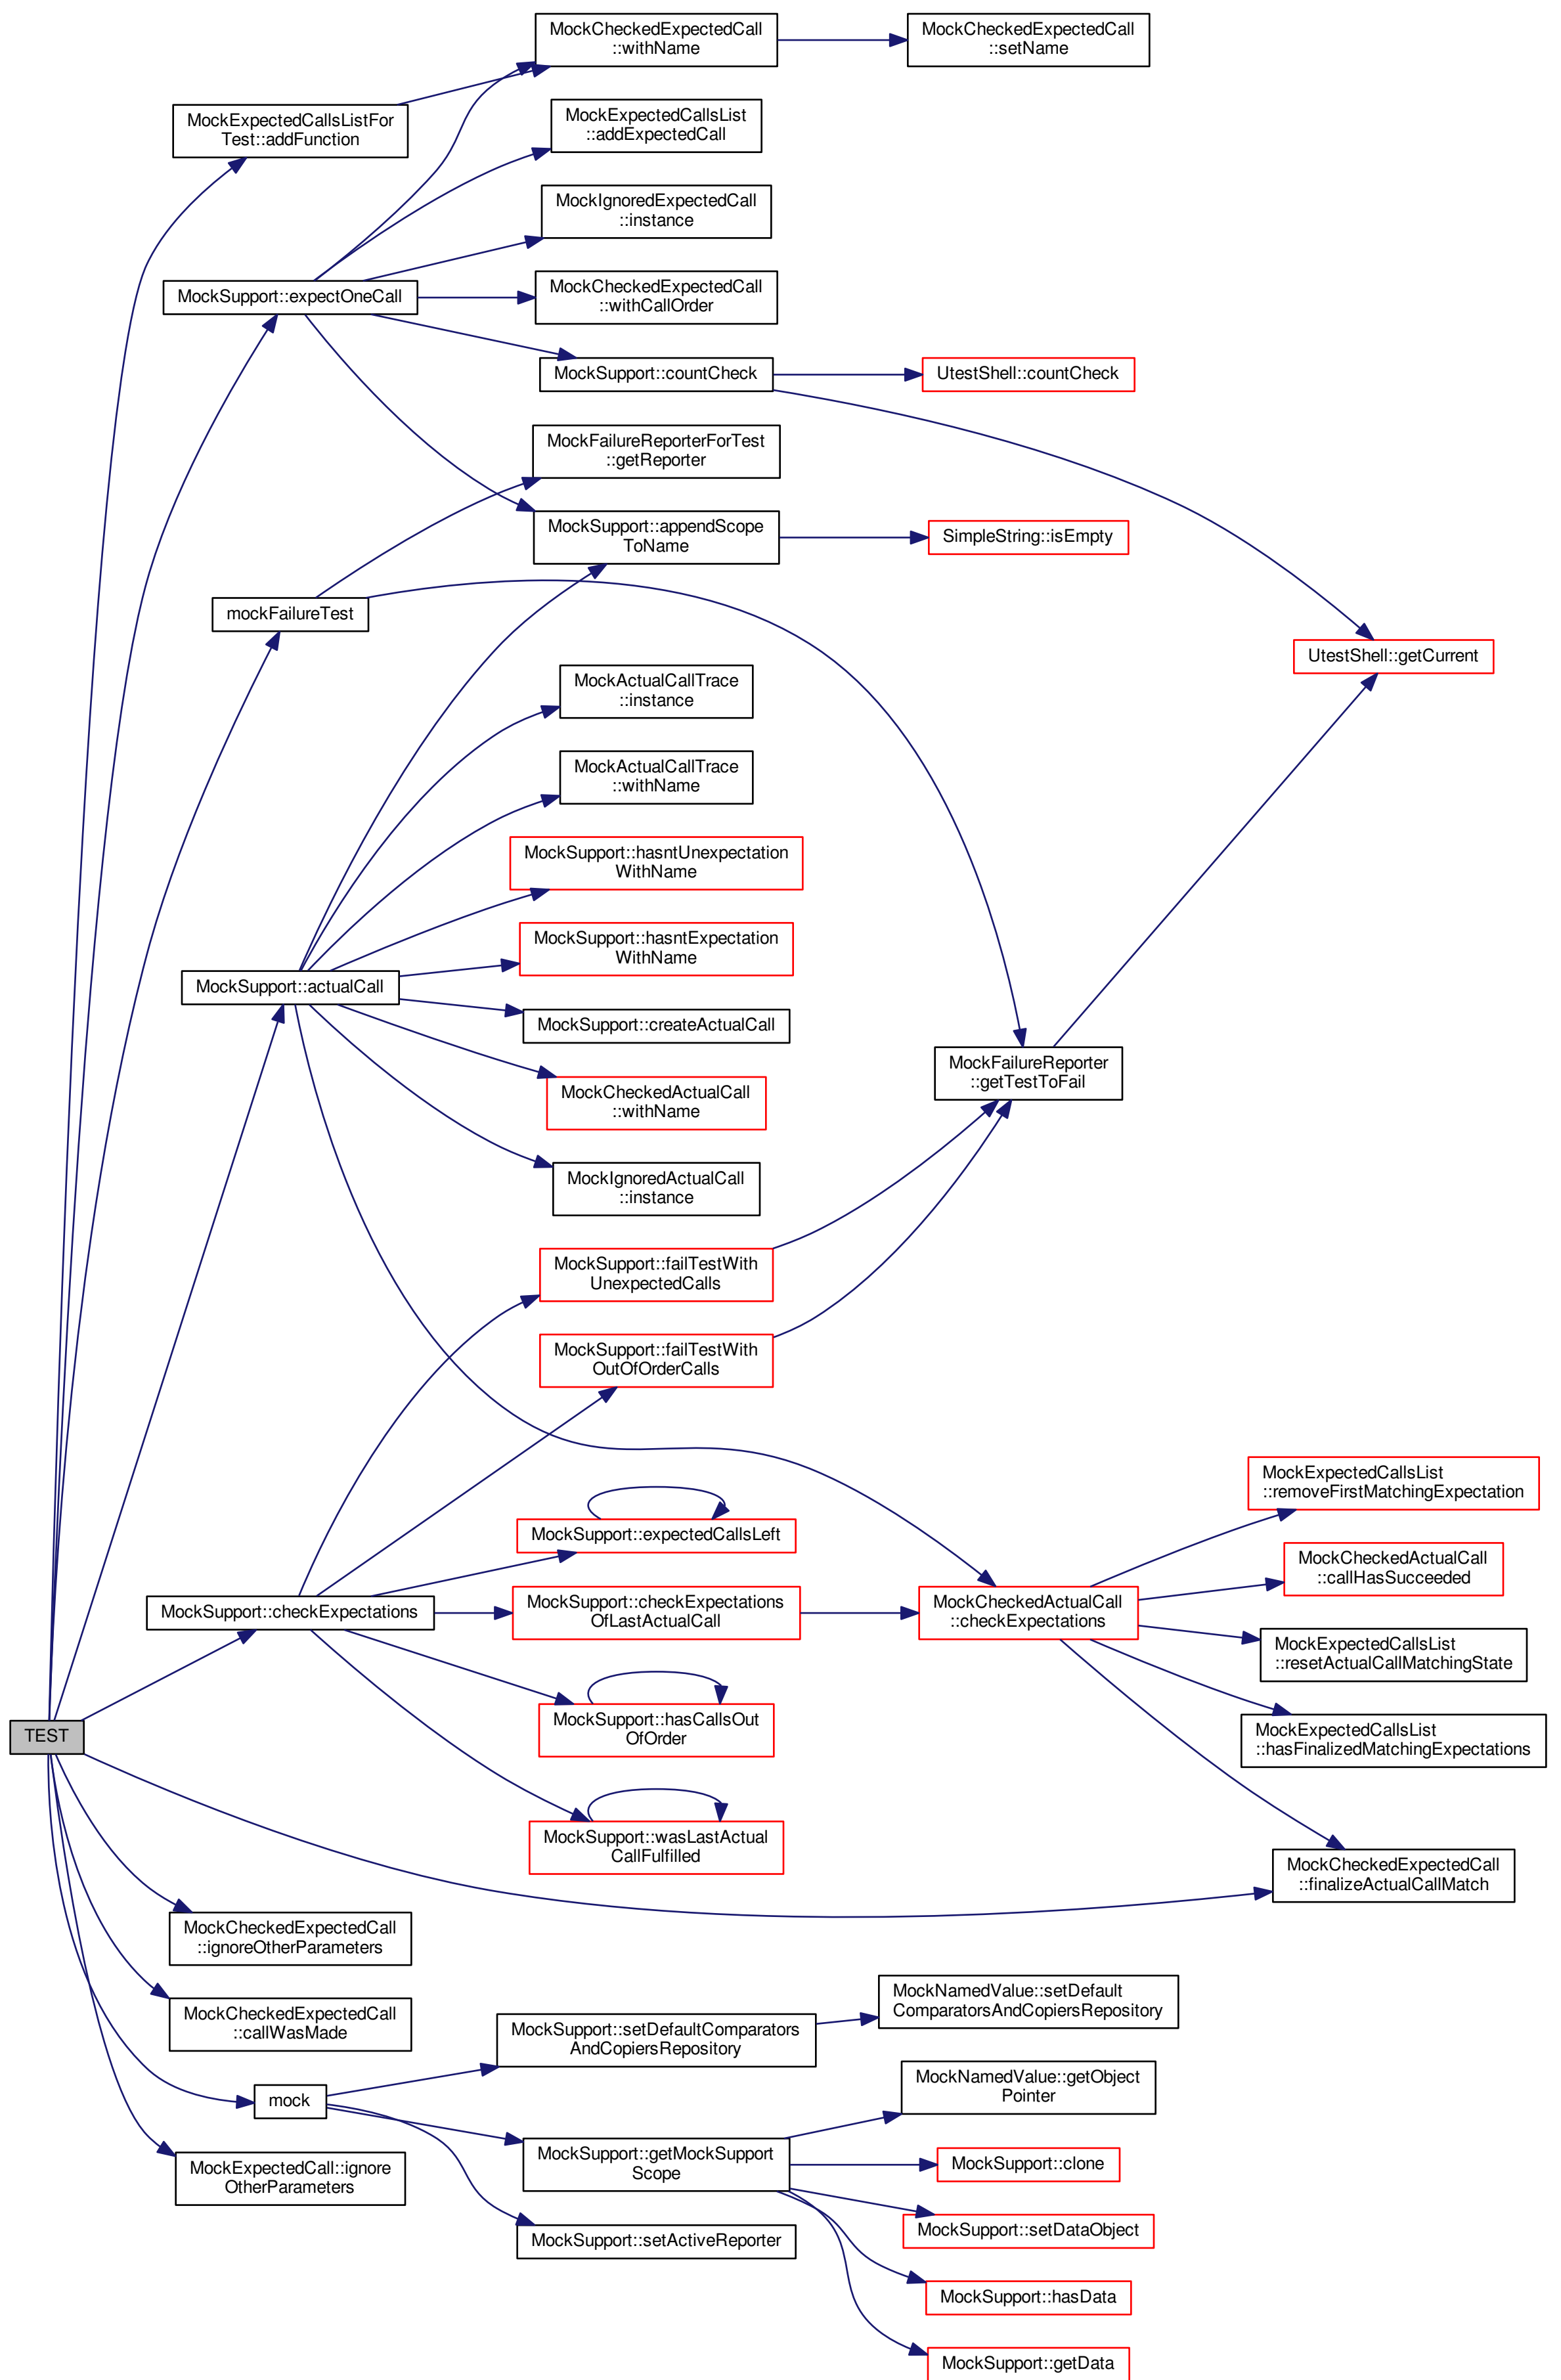 MockCheckedExpectedCall
::withName
MockCheckedExpectedCall
::setName
MockExpectedCallsListFor
Test::addFunction
MockExpectedCallsList
::addExpectedCall
MockIgnoredExpectedCall
::instance
MockSupport::expectOneCall
MockCheckedExpectedCall
::withCallOrder
MockSupport::countCheck
UtestShell::countCheck
MockFailureReporterForTest
::getReporter
MockSupport::appendScope
ToName
SimpleString::isEmpty
mockFailureTest
UtestShell::getCurrent
MockActualCallTrace
::instance
MockActualCallTrace
::withName
MockSupport::hasntUnexpectation
WithName
MockSupport::hasntExpectation
WithName
MockSupport::actualCall
MockSupport::createActualCall
MockFailureReporter
::getTestToFail
MockCheckedActualCall
::withName
MockIgnoredActualCall
::instance
MockSupport::failTestWith
UnexpectedCalls
MockSupport::failTestWith
OutOfOrderCalls
MockExpectedCallsList
::removeFirstMatchingExpectation
MockSupport::expectedCallsLeft
MockCheckedActualCall
::callHasSucceeded
MockSupport::checkExpectations
MockSupport::checkExpectations
OfLastActualCall
MockCheckedActualCall
::checkExpectations
MockExpectedCallsList
::resetActualCallMatchingState
TEST
MockSupport::hasCallsOut
OfOrder
MockExpectedCallsList
::hasFinalizedMatchingExpectations
MockSupport::wasLastActual
CallFulfilled
MockCheckedExpectedCall
::finalizeActualCallMatch
MockCheckedExpectedCall
::ignoreOtherParameters
MockCheckedExpectedCall
::callWasMade
MockSupport::setDefaultComparators
AndCopiersRepository
MockNamedValue::setDefault
ComparatorsAndCopiersRepository
mock
MockNamedValue::getObject
Pointer
MockSupport::getMockSupport
Scope
MockSupport::clone
MockExpectedCall::ignore
OtherParameters
MockSupport::setDataObject
MockSupport::setActiveReporter
MockSupport::hasData
MockSupport::getData